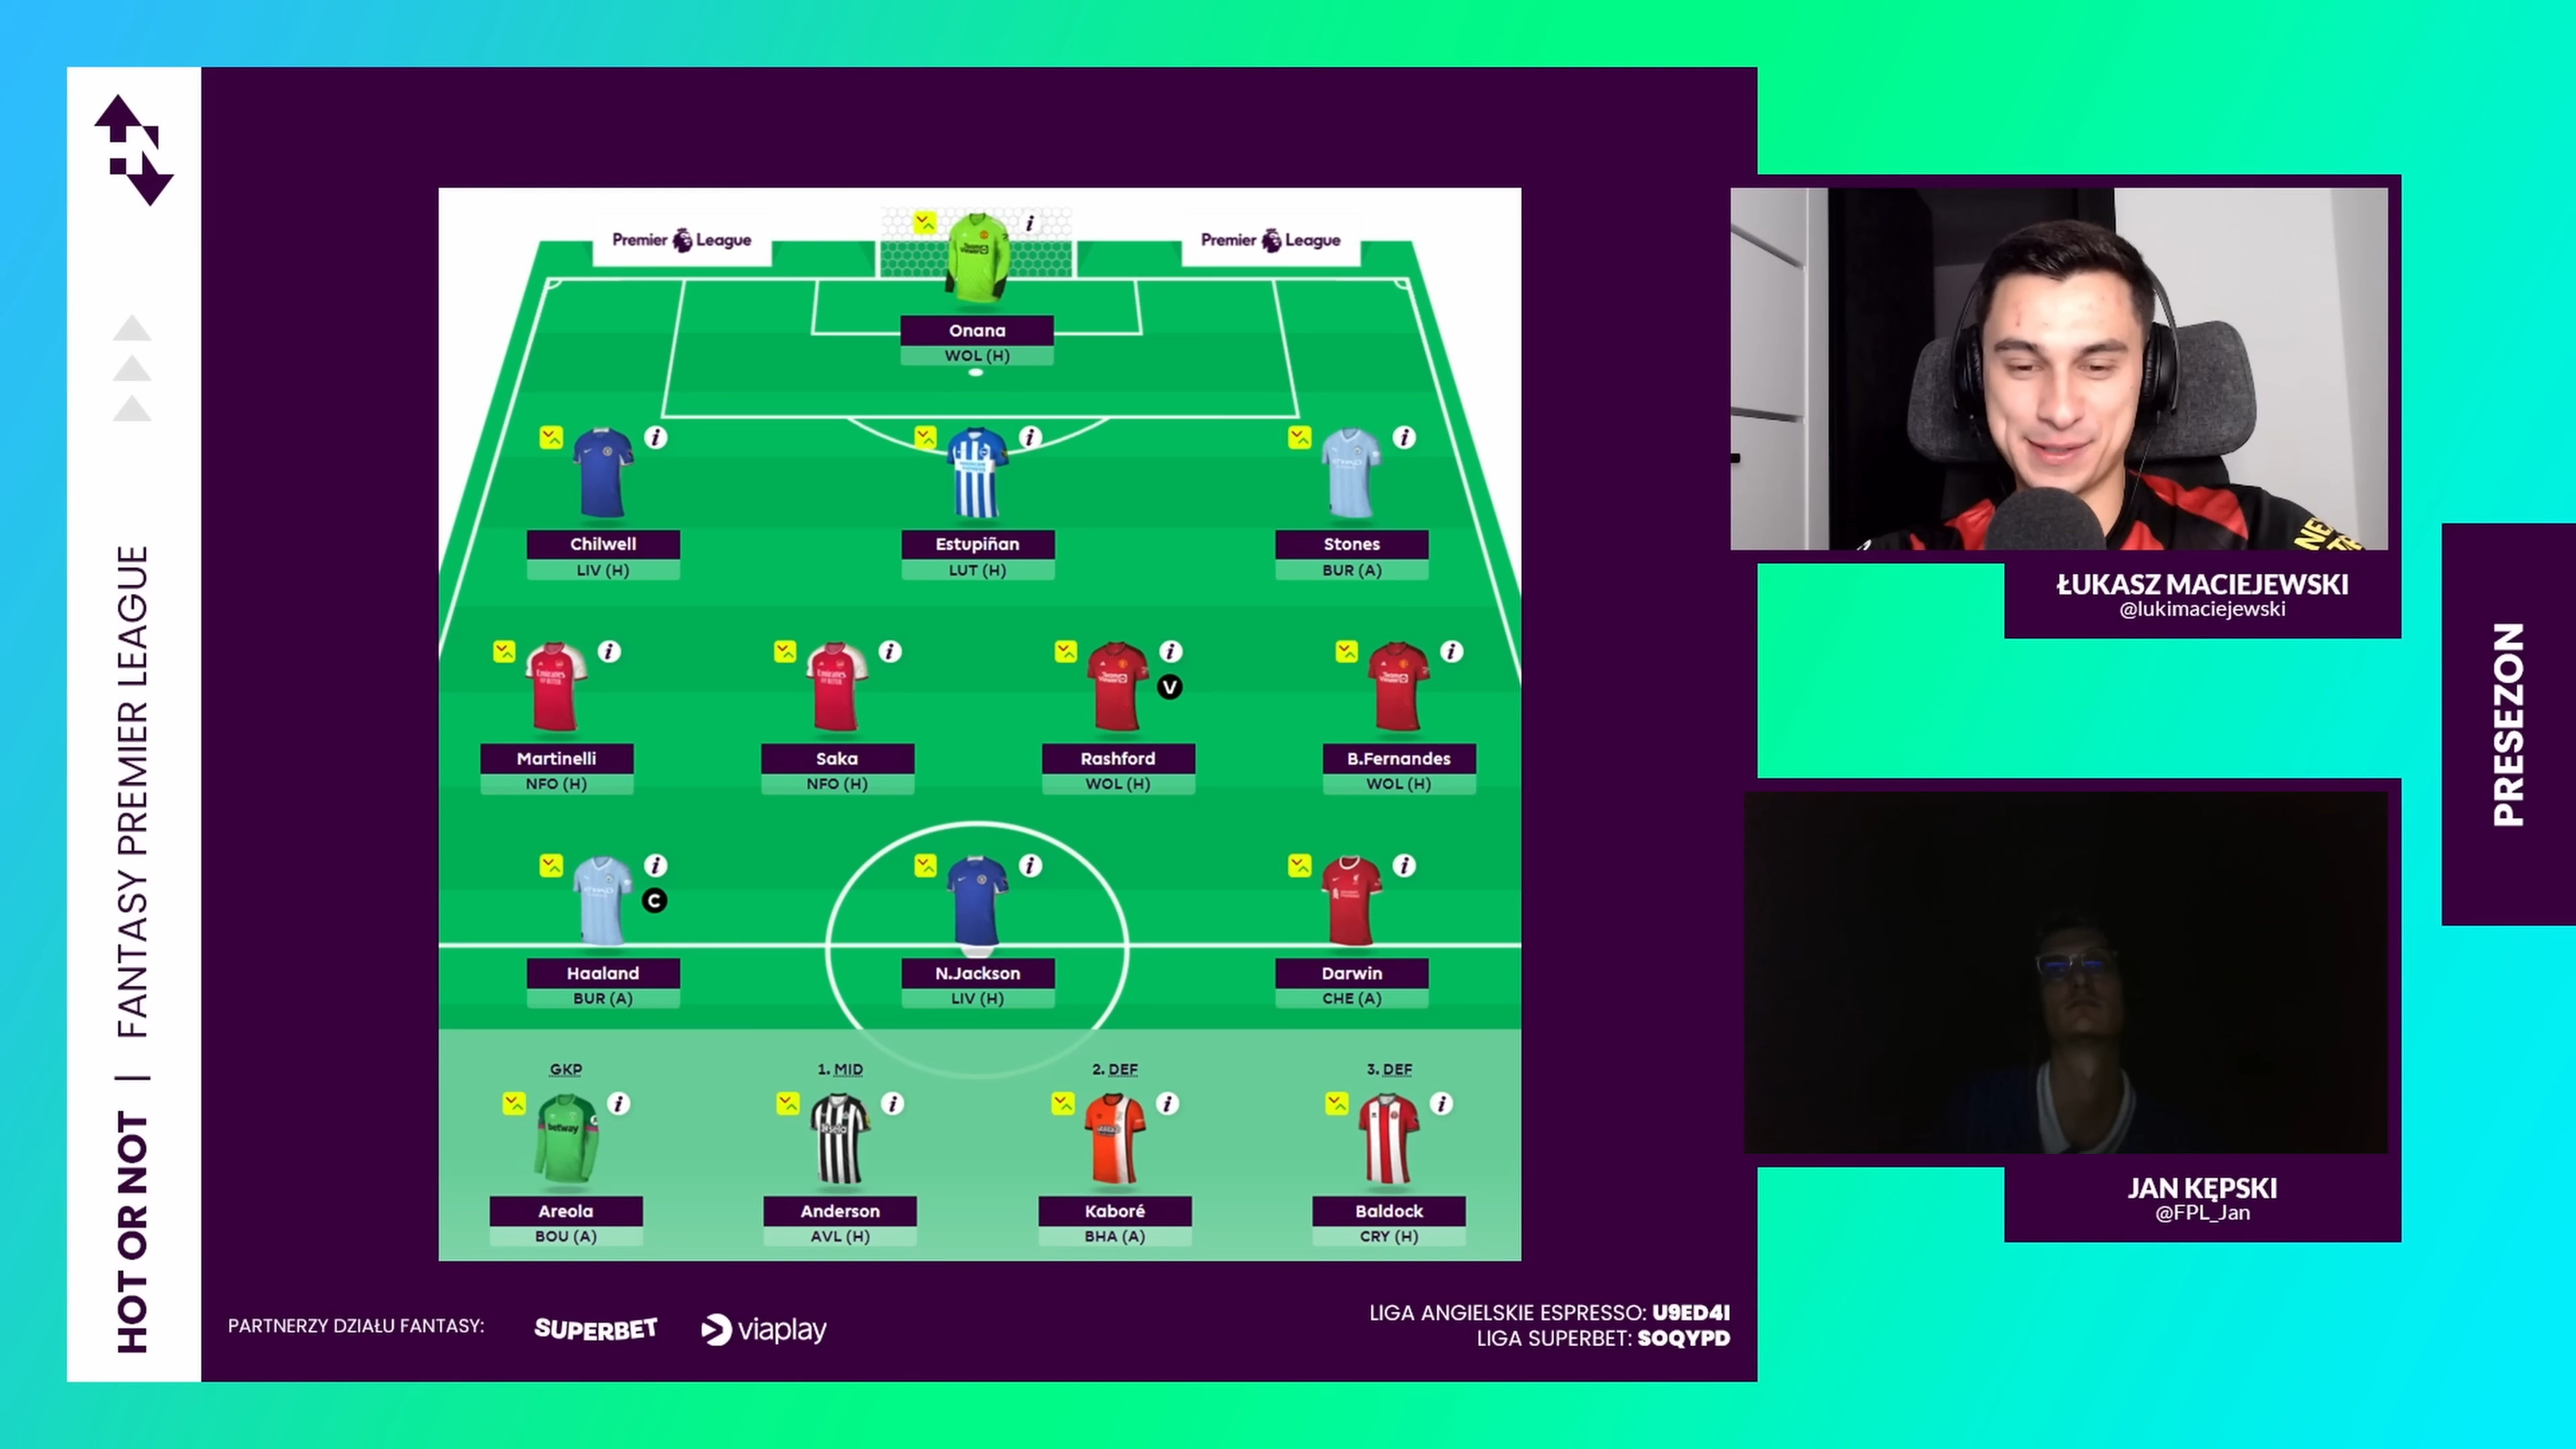 HOT OR NOT | FANTASY PREMIER LEAGUE
Premier League
Premier League
Onana
WOL (H)
Chilwell
LIV (H)
Estupiñan
LUT (H)
Stones
BUR (A)
Martinelli
NFO (H)
Saka
NFO (H)
Rashford
WOL (H)
V
B.Fernandes
WOL (H)
Haaland
BUR (A)
C
N.Jackson
LIV (H)
Darwin
CHE (A)
GKP
1. MID
2. DEF
3. DEF
betway
Areola
BOU (A)
Anderson
AVL (H)
Kaboré
BHA (A)
Baldock
CRY (H)
PARTNERZY DZIAŁU FANTASY:
SUPERBET
viaplay
LIGA ANGIELSKIE ESPRESSO: U9ED4I
LIGA SUPERBET: SOQYPD
ŁUKASZ MACIEJEWSKI
@lukimaciejewski
JAN KĘPSKI
@FPL_Jan
PRESEZON